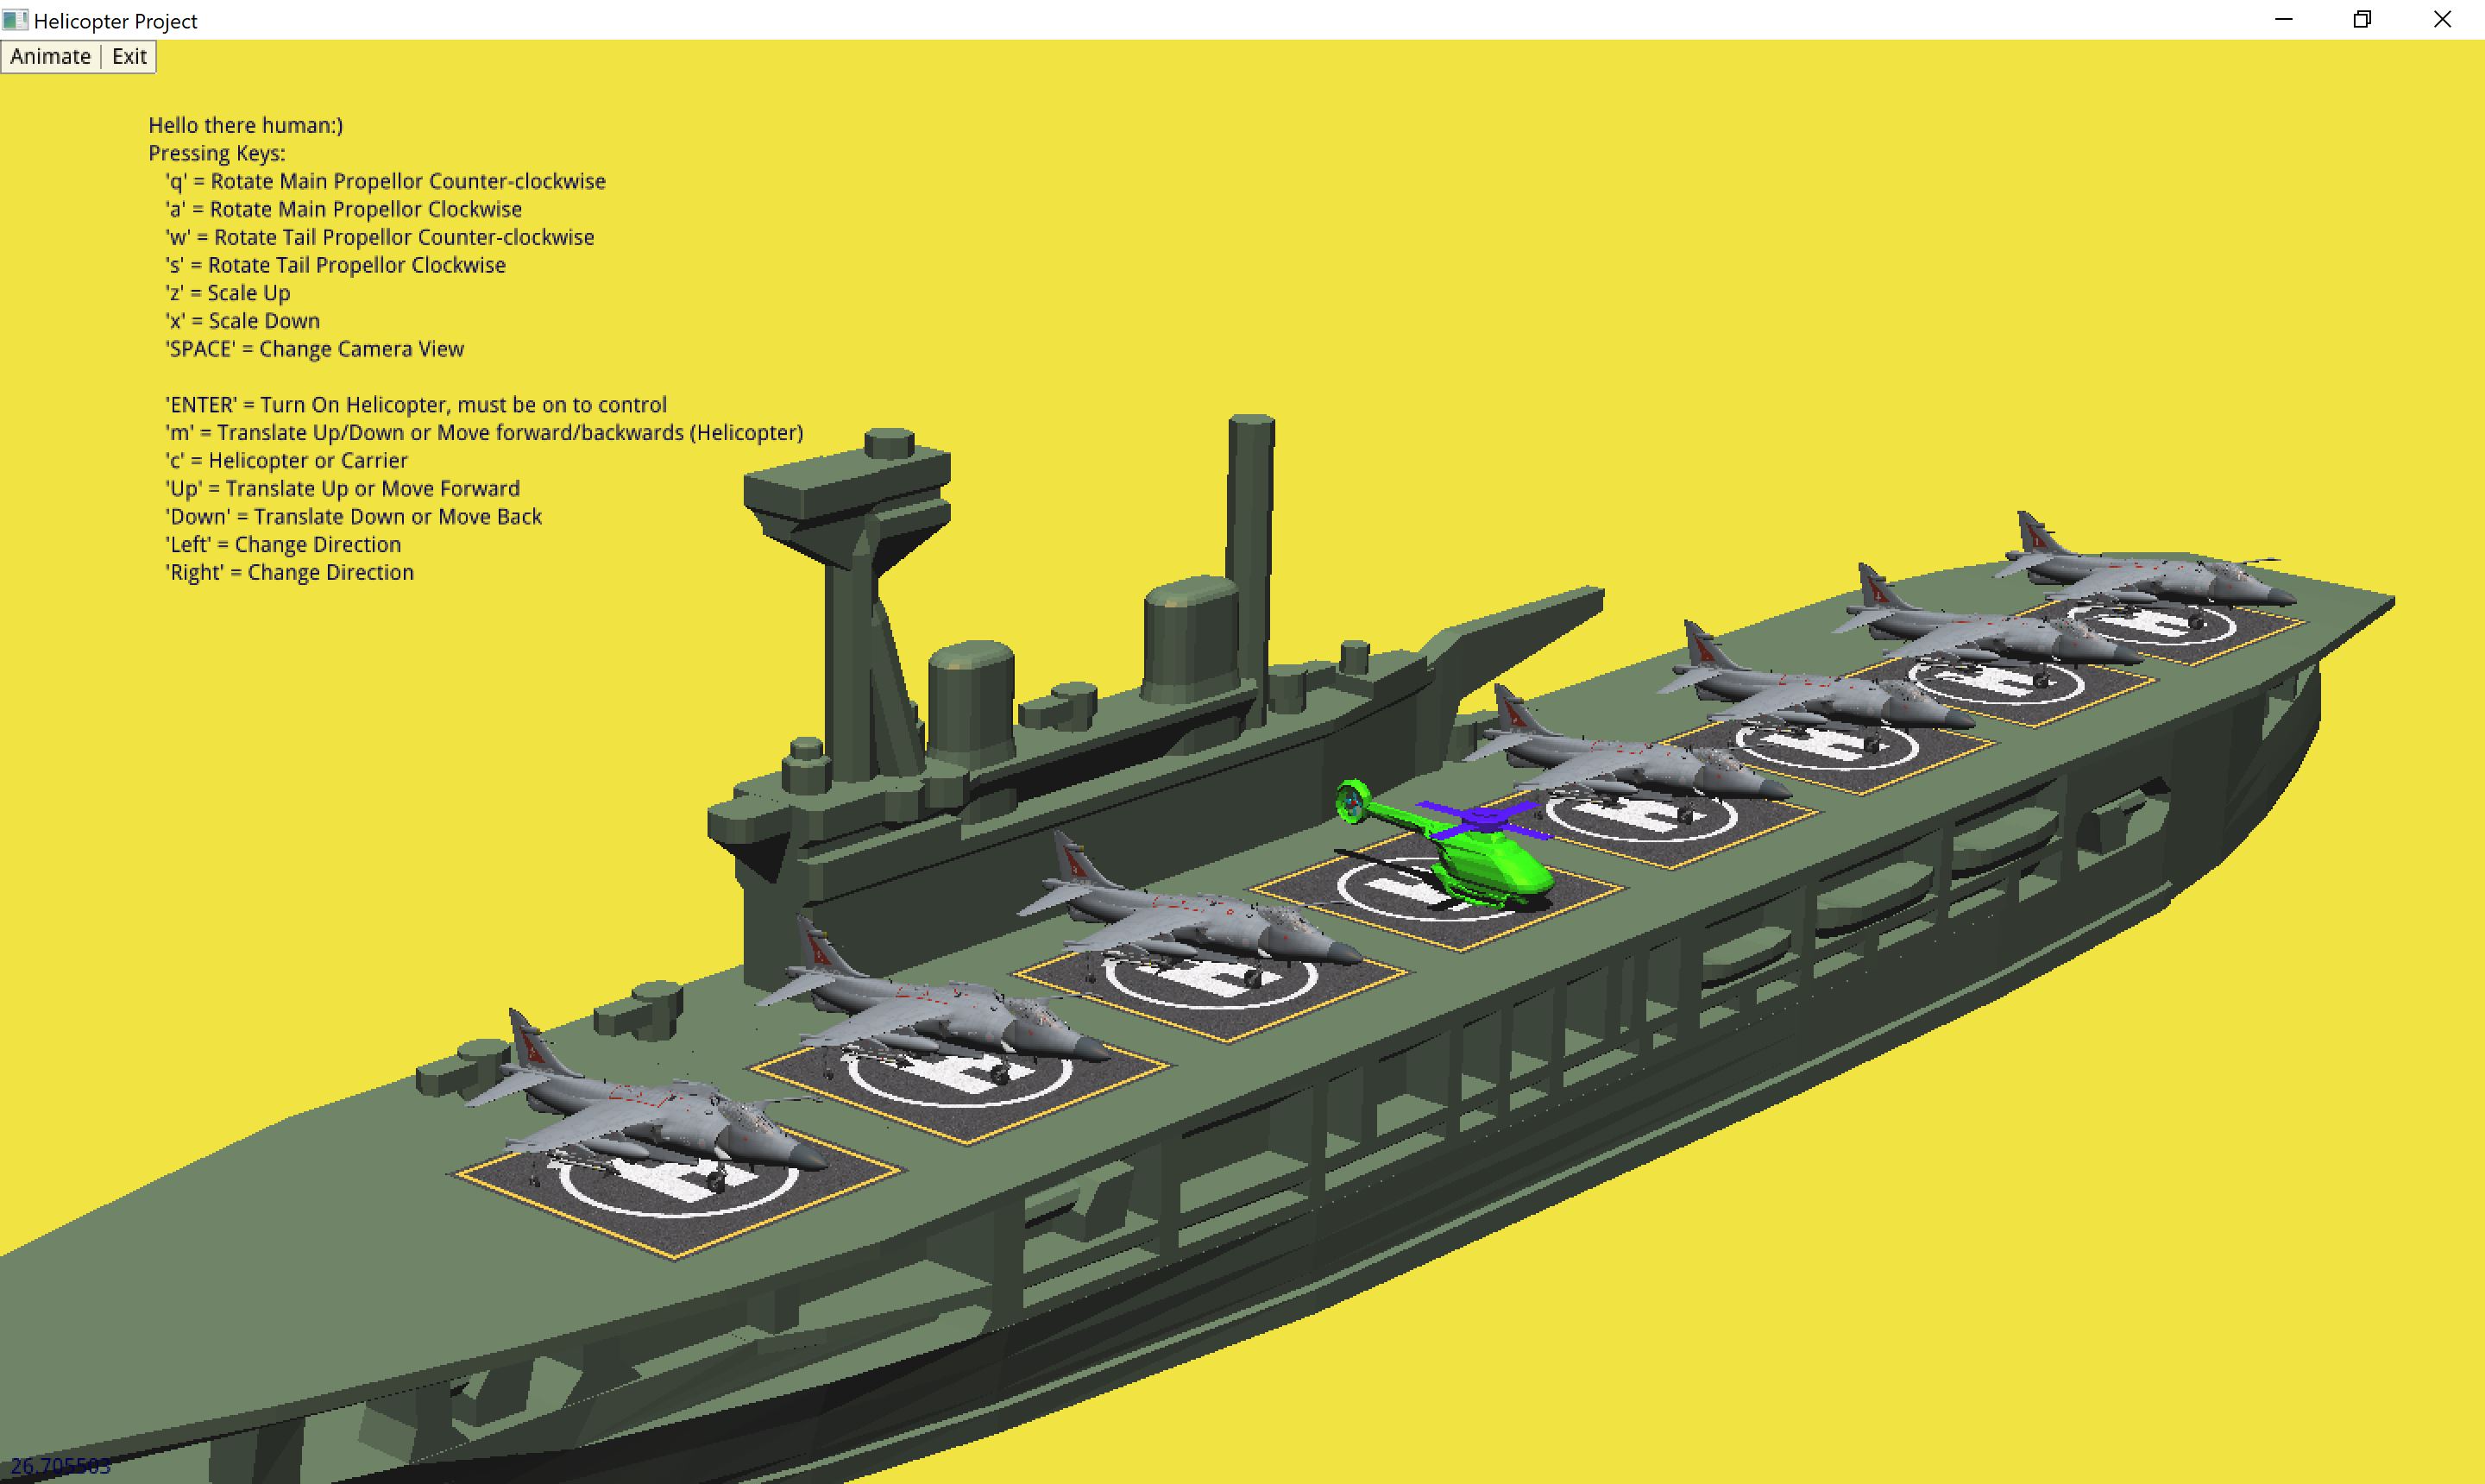 Helicopter Project
Animate | Exit
Hello there human:)
Pressing Keys:
'q' = Rotate Main Propellor Counter-clockwise
'a' = Rotate Main Propellor Clockwise
'w' = Rotate Tail Propellor Counter-clockwise
's' = Rotate Tail Propellor Clockwise
'z' = Scale Up
'x' = Scale Down
'SPACE' = Change Camera View
'ENTER' = Turn On Helicopter, must be on to control
'm' = Translate Up/Down or Move forward/backwards (Helicopter)
'c' = Helicopter or Carrier
'Up' = Translate Up or Move Forward
'Down' = Translate Down or Move Back
'Left' = Change Direction
'Right' = Change Direction
H
H
H
H
H
H
H
H
26.705503